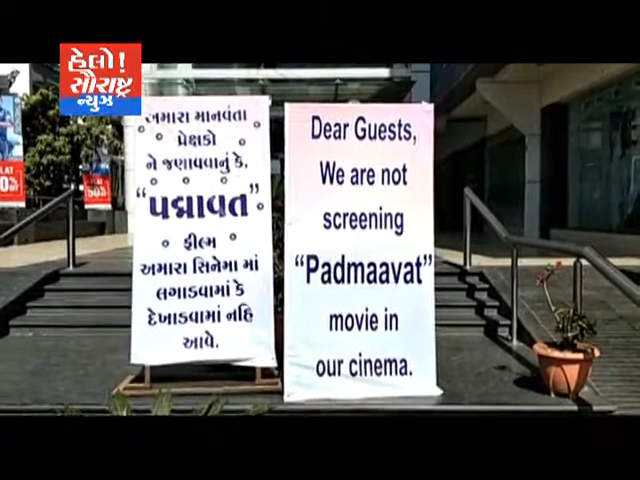 હેલો!
સૌરાષ્ટ્ર
ન્યુઝ
અમારા માનવંતા
પ્રેક્ષકો
ને જણાવવાનું કે.
“પદ્માવત”
ફીલ્મ
અમારા સિનેમા માં
લગાડવામાં કે
દેખાડવામાં નહિ
આવે.
Dear Guests,
We are not
screening
“Padmaavat”
movie in
our cinema.